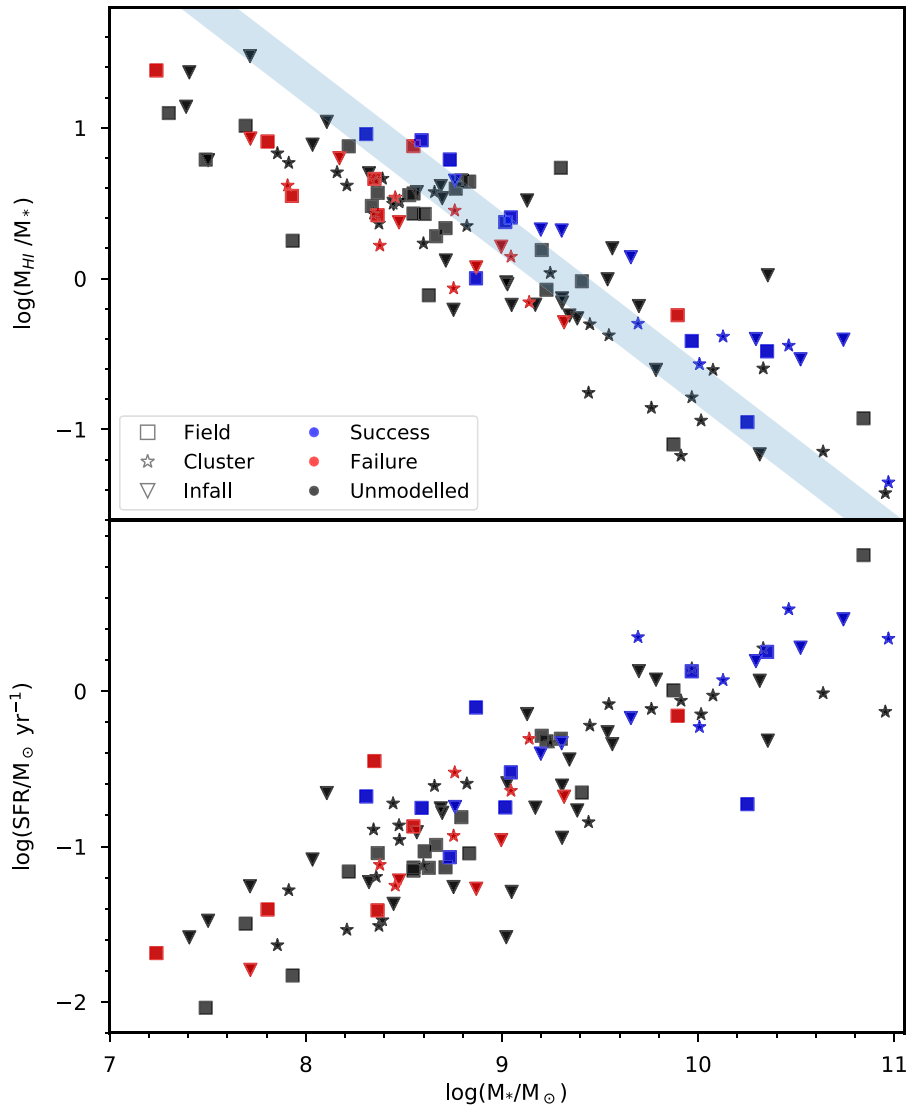 log(M_HI /M_*)
1
0
−1
Field
Cluster
Infall
Success
Failure
Unmodelled
log(SFR/M_⊙ yr^−1)
0
−1
−2
7 8 9 10 11
log(M_*/M_⊙)